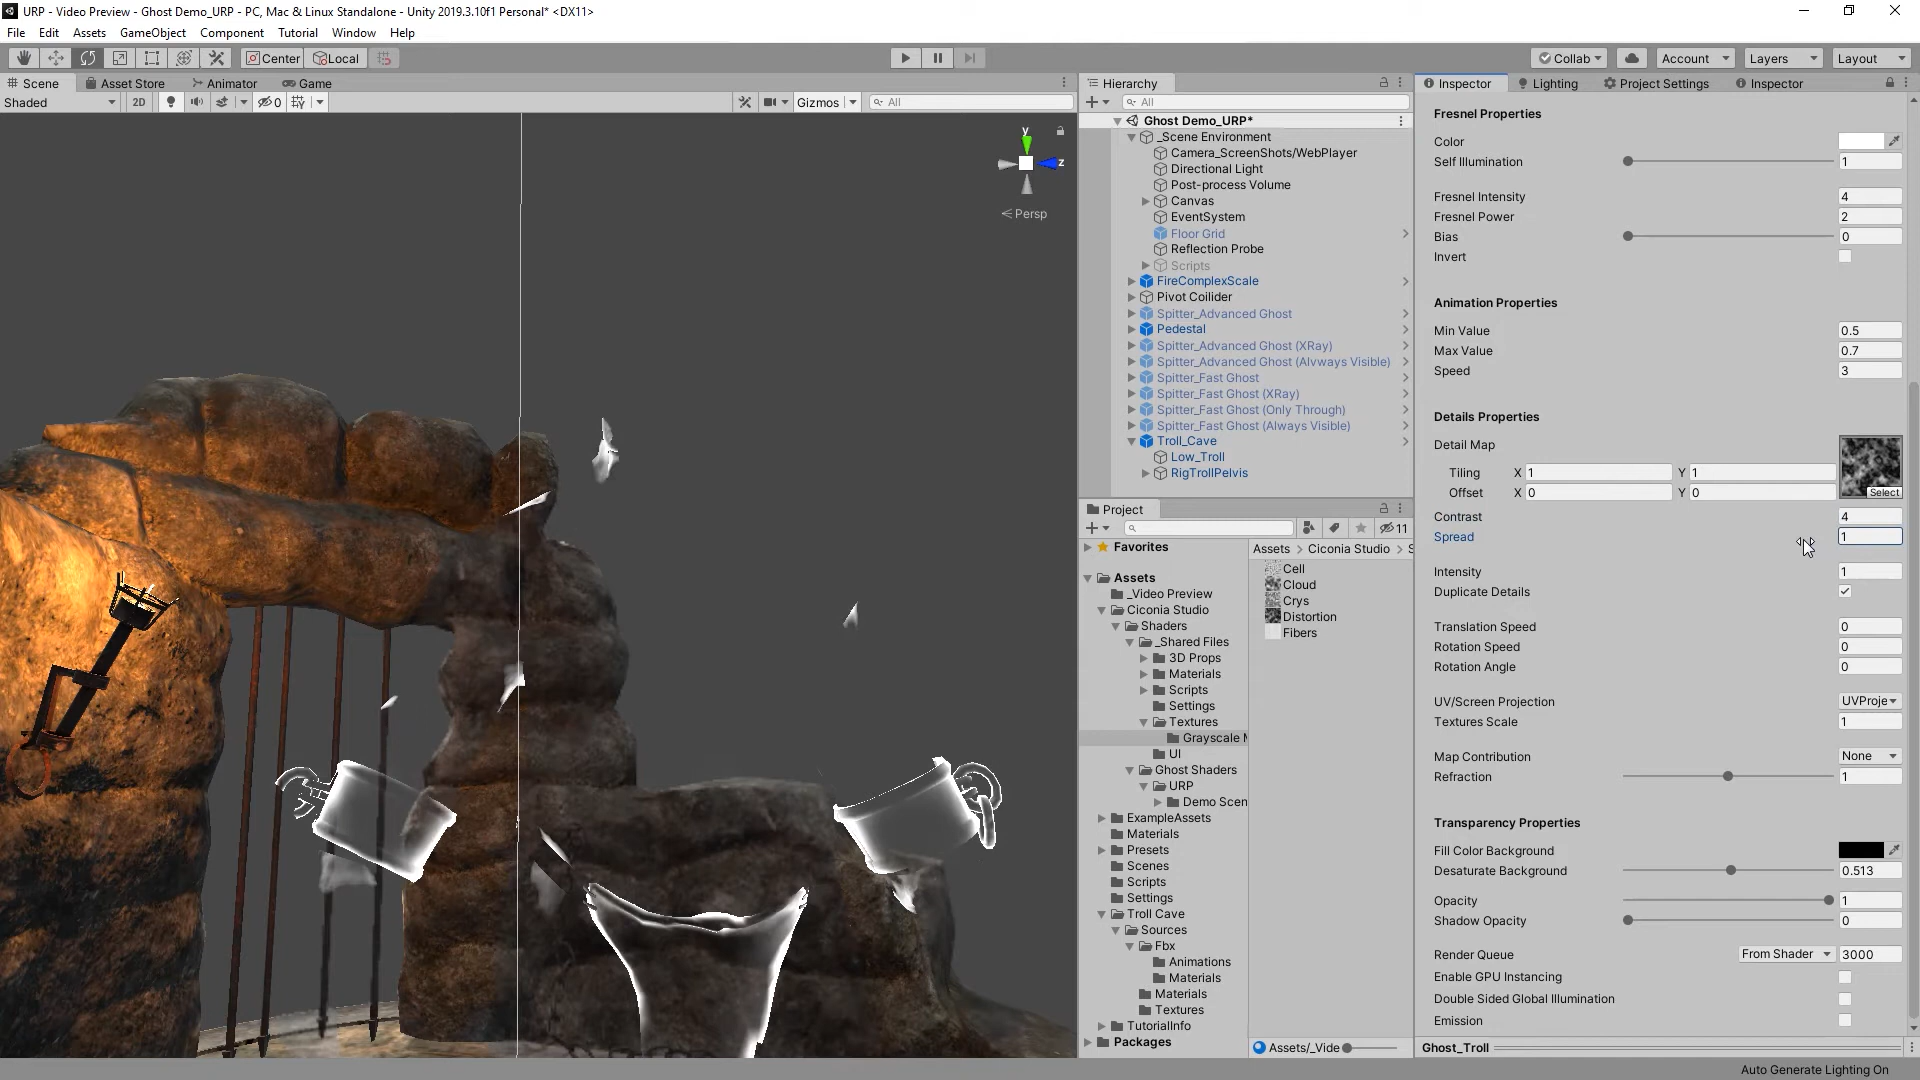 URP - Video Preview - Ghost Demo_URP - PC, Mac & Linux Standalone - Unity 2019.3.10f1 Personal* <DX11>
File Edit Assets GameObject Component Tutorial Window Help
Center Local Collab Account Layers Layout
Scene Asset Store Animator Game
Shaded 2D 0 Gizmos All
y
z
Persp
Hierarchy
All
Ghost Demo_URP*
_Scene Environment
Camera_ScreenShots/WebPlayer
Directional Light
Post-process Volume
Canvas
EventSystem
Floor Grid
Reflection Probe
Scripts
FireComplexScale
Pivot Coilider
Spitter_Advanced Ghost
Pedestal
Spitter_Advanced Ghost (XRay)
Spitter_Advanced Ghost (Alvways Visible)
Spitter_Fast Ghost
Spitter_Fast Ghost (XRay)
Spitter_Fast Ghost (Only Through)
Spitter_Fast Ghost (Always Visible)
Troll_Cave
Low_Troll
RigTrollPelvis
Project
11
Favorites
Assets
_Video Preview
Ciconia Studio
Shaders
_Shared Files
3D Props
Materials
Scripts
Settings
Textures
Grayscale M
UI
Ghost Shaders
URP
Demo Scen
ExampleAssets
Materials
Presets
Scenes
Scripts
Settings
Troll Cave
Sources
Fbx
Animations
Materials
Materials
Textures
TutorialInfo
Packages
Assets > Ciconia Studio > S
Cell
Cloud
Crys
Distortion
Fibers
Assets/_Vide
Inspector Lighting Project Settings Inspector
Fresnel Properties
Color
Self Illumination 1
Fresnel Intensity 4
Fresnel Power 2
Bias 0
Invert
Animation Properties
Min Value 0.5
Max Value 0.7
Speed 3
Details Properties
Detail Map
Tiling X 1 Y 1
Offset X 0 Y 0 Select
Contrast 4
Spread 1
Intensity 1
Duplicate Details
Translation Speed 0
Rotation Speed 0
Rotation Angle 0
UV/Screen Projection UVProje
Textures Scale 1
Map Contribution None
Refraction 1
Transparency Properties
Fill Color Background
Desaturate Background 0.513
Opacity 1
Shadow Opacity 0
Render Queue From Shader 3000
Enable GPU Instancing
Double Sided Global Illumination
Emission
Ghost_Troll
Auto Generate Lighting On